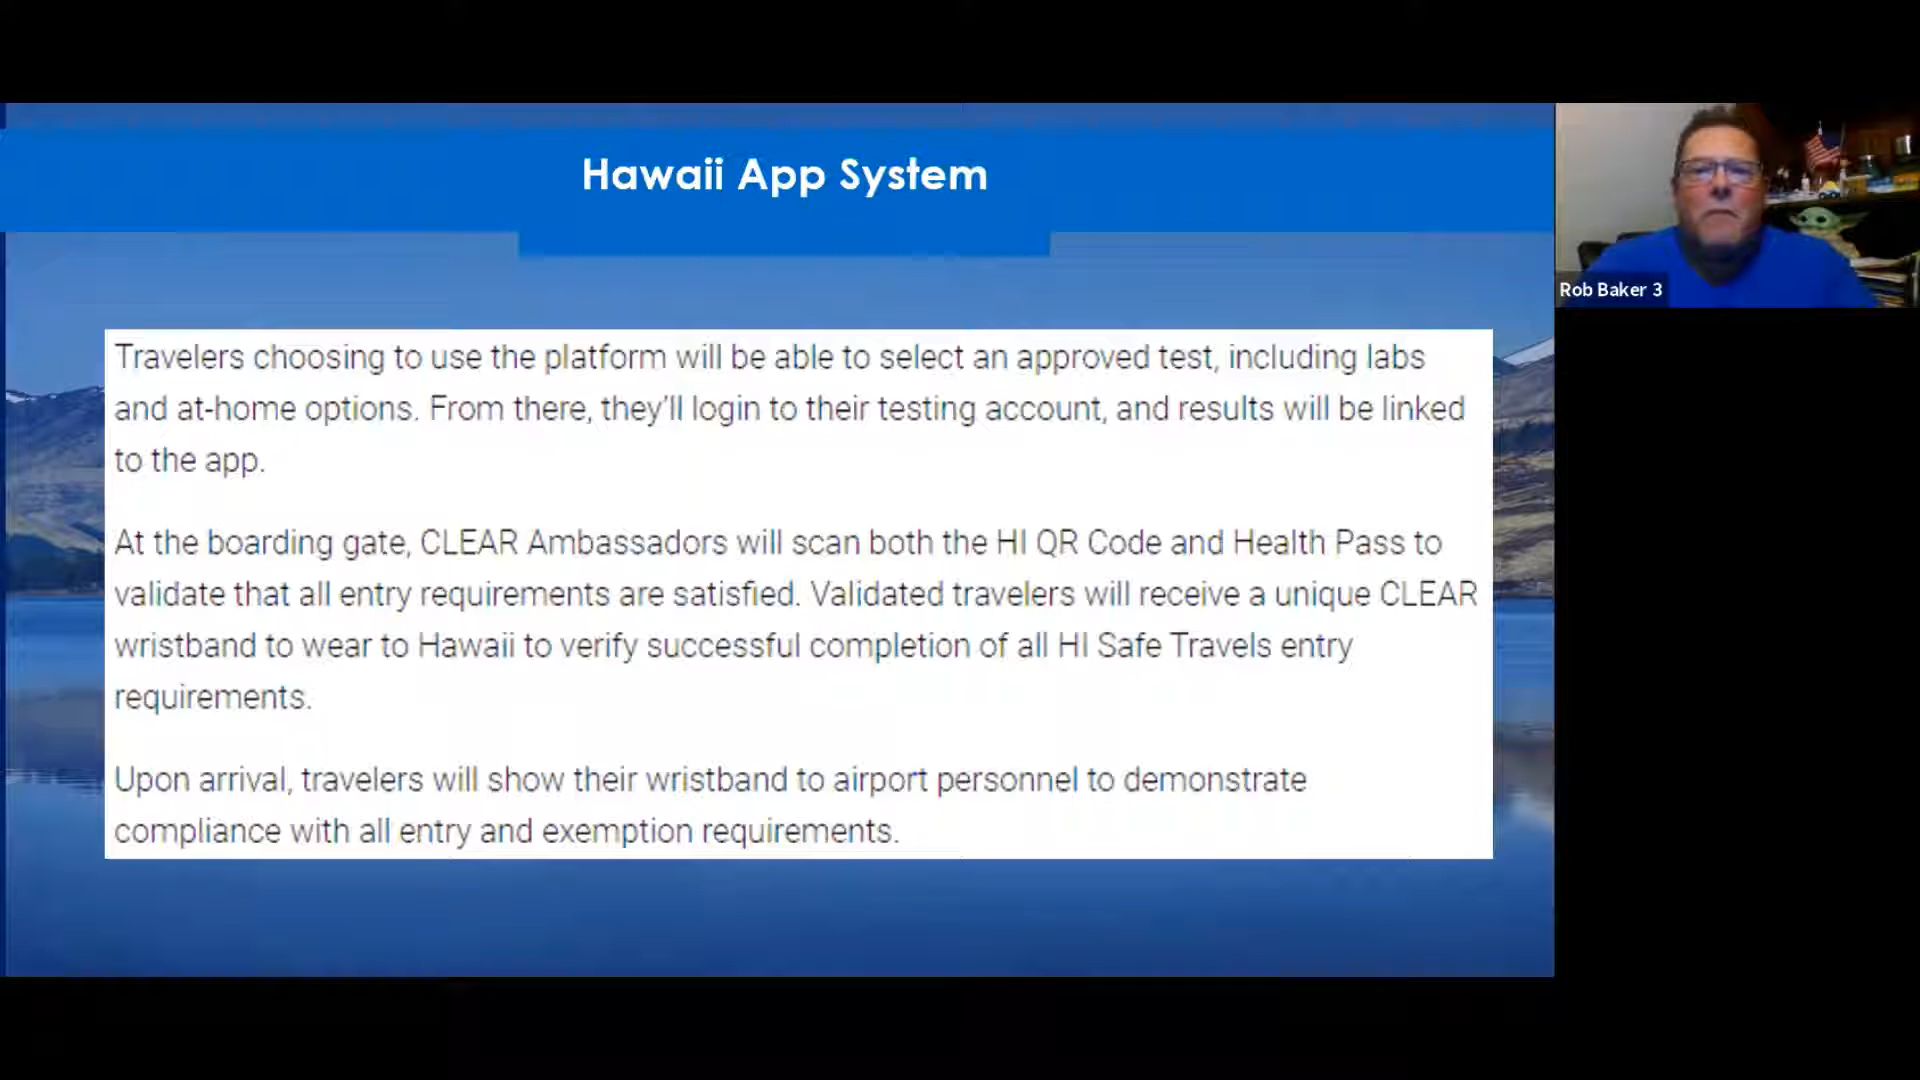 Hawaii App System
Rob Baker 3
Travelers choosing to use the platform will be able to select an approved test, including labs
and at-home options. From there, they'll login to their testing account, and results will be linked
to the app.
At the boarding gate, CLEAR Ambassadors will scan both the HI QR Code and Health Pass to
validate that all entry requirements are satisfied. Validated travelers will receive a unique CLEAR
wristband to wear to Hawaii to verify successful completion of all HI Safe Travels entry
requirements.
Upon arrival, travelers will show their wristband to airport personnel to demonstrate
compliance with all entry and exemption requirements.